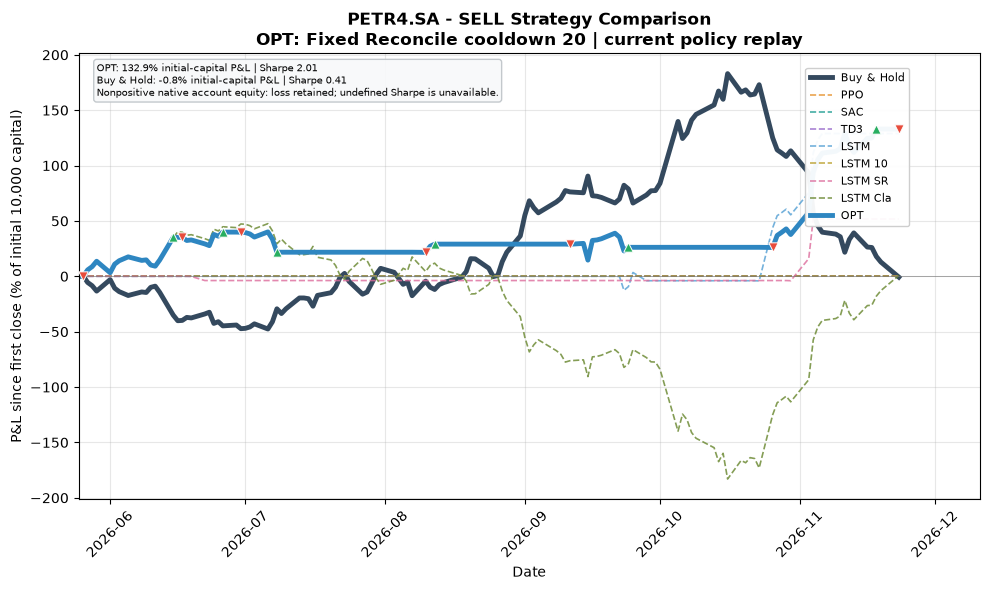 PETR4.SA - SELL Strategy Comparison
OPT: Fixed Reconcile cooldown 20 | current policy replay
OPT: 132.9% initial-capital P&L | Sharpe 2.01
Buy & Hold: -0.8% initial-capital P&L | Sharpe 0.41
Nonpositive native account equity: loss retained; undefined Sharpe is unavailable.
Buy & Hold
PPO
SAC
TD3
LSTM
LSTM 10
LSTM SR
LSTM Cla
OPT
P&L since first close (% of initial 10,000 capital)
200
150
100
50
0
−50
−100
−150
−200
2026-06
2026-07
2026-08
2026-09
2026-10
2026-11
2026-12
Date